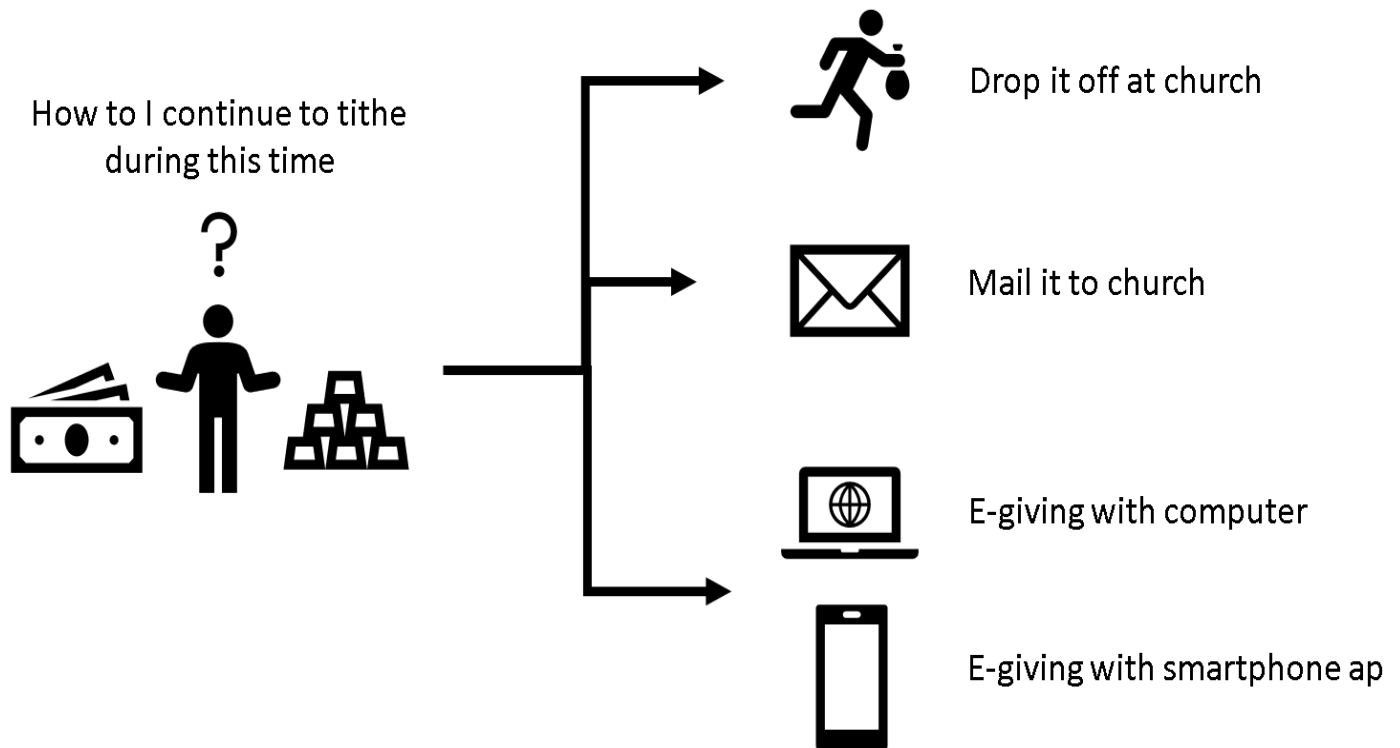 How to I continue to tithe
during this time
?
Drop it off at church
Mail it to church
E-giving with computer
E-giving with smartphone ap